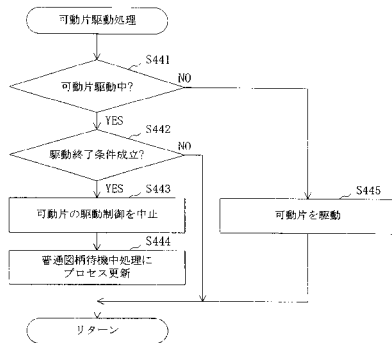 可動片駆動処理
S441
可動片駆動中?
NO
YES
S442
駆動終了条件成立?
NO
YES
S443
可動片の駆動制御を中止
S445
可動片を駆動
S444
普通図柄待機中処理に
プロセス更新
リターン